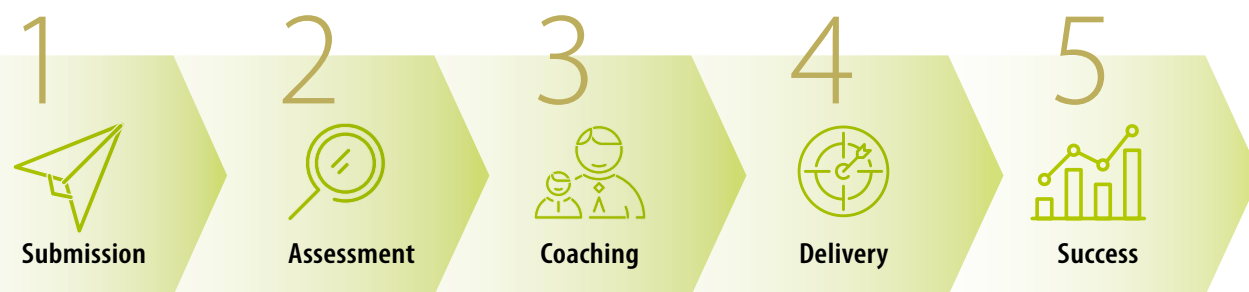 1
Submission
2
Assessment
3
Coaching
4
Delivery
5
Success